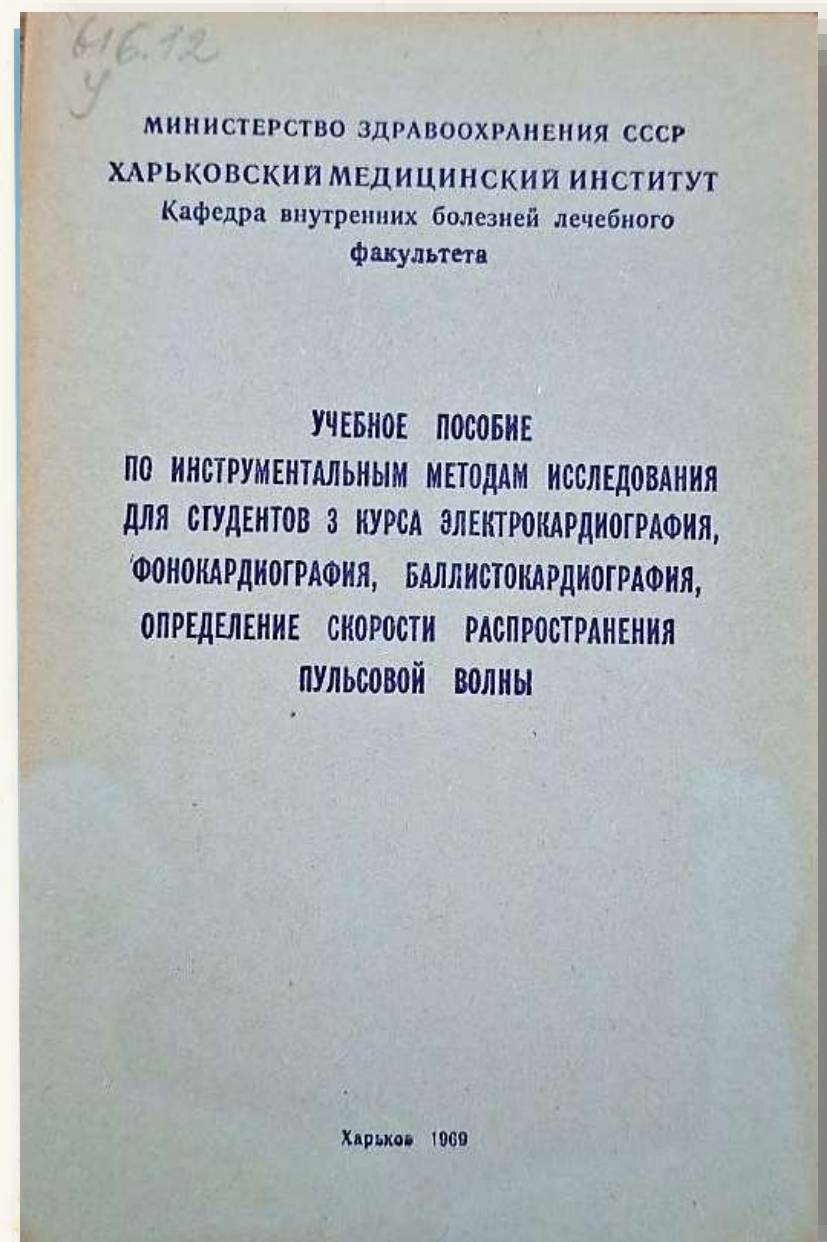 616.12
У
МИНИСТЕРСТВО ЗДРАВООХРАНЕНИЯ СССР
ХАРЬКОВСКИЙ МЕДИЦИНСКИЙ ИНСТИТУТ
Кафедра внутренних болезней лечебного
факультета
УЧЕБНОЕ ПОСОБИЕ
ПО ИНСТРУМЕНТАЛЬНЫМ МЕТОДАМ ИССЛЕДОВАНИЯ
ДЛЯ СТУДЕНТОВ 3 КУРСА ЭЛЕКТРОКАРДИОГРАФИЯ,
ФОНОКАРДИОГРАФИЯ, БАЛЛИСТОКАРДИОГРАФИЯ,
ОПРЕДЕЛЕНИЕ СКОРОСТИ РАСПРОСТРАНЕНИЯ
ПУЛЬСОВОЙ ВОЛНЫ
Харьков 1969